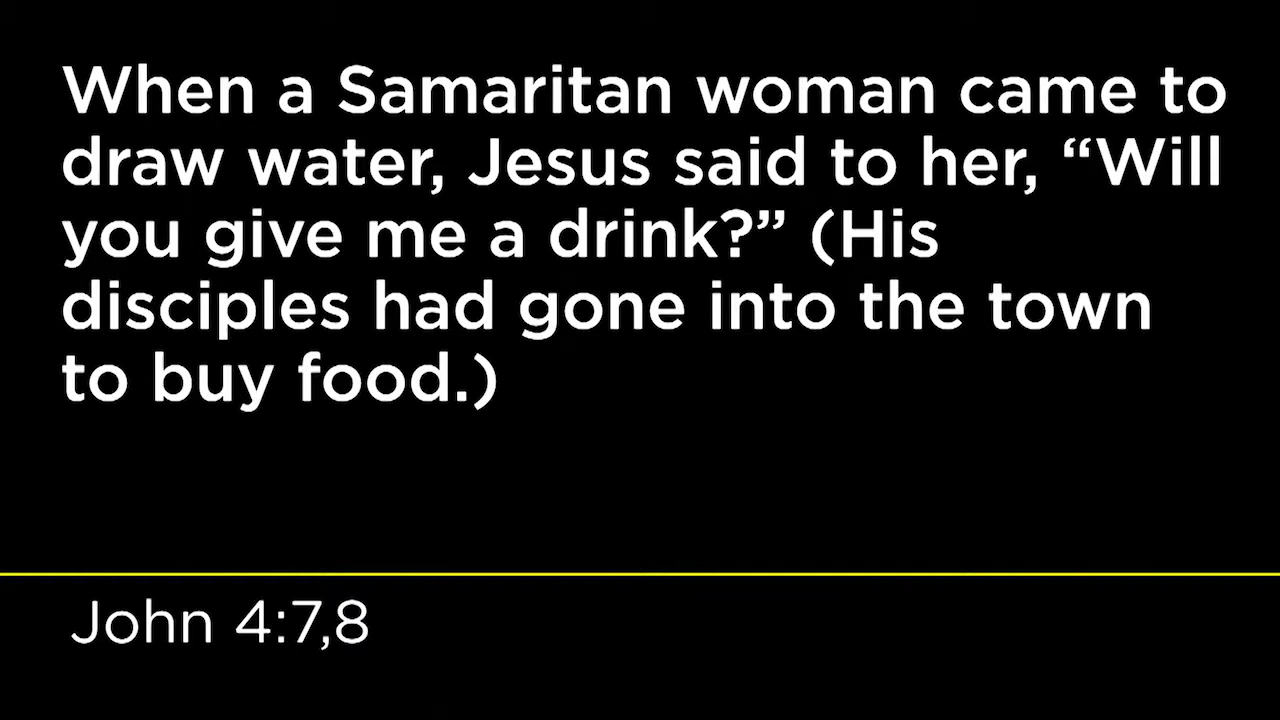 When a Samaritan woman came to
draw water, Jesus said to her, “Will
you give me a drink?” (His
disciples had gone into the town
to buy food.)
John 4:7,8